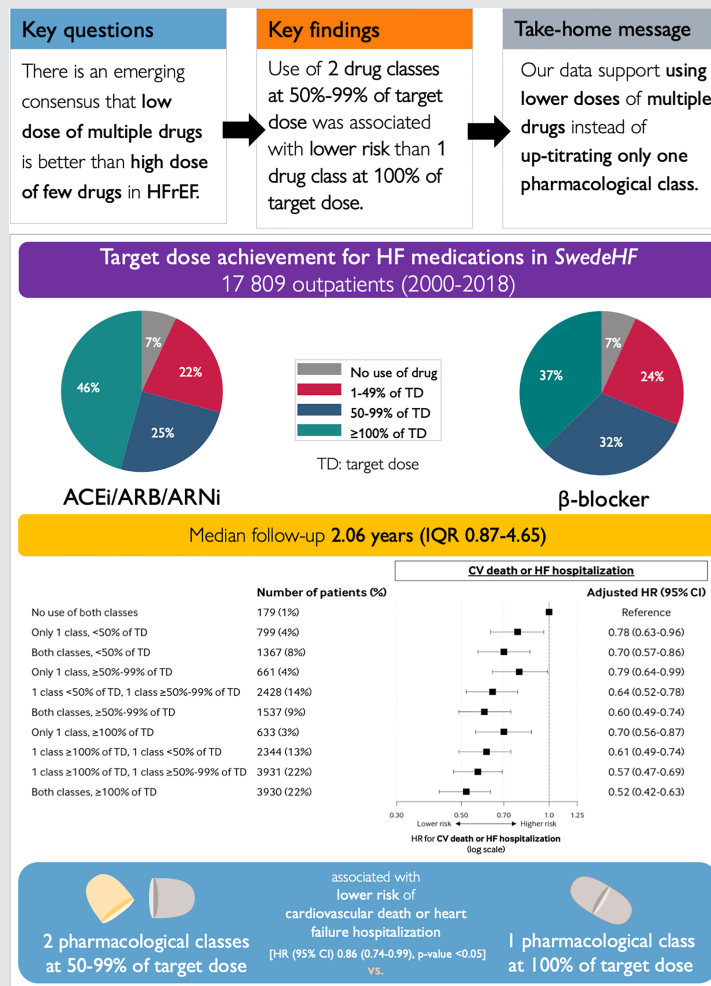 Key questions
There is an emerging
consensus that low
dose of multiple drugs
is better than high dose
of few drugs in HFrEF.
Key findings
Use of 2 drug classes
at 50%-99% of target
dose was associated
with lower risk than 1
drug class at 100% of
target dose.
Take-home message
Our data support using
lower doses of multiple
drugs instead of
up-titrating only one
pharmacological class.
Target dose achievement for HF medications in SwedeHF
17 809 outpatients (2000-2018)
7%
22%
25%
46%
ACEi/ARB/ARNi
No use of drug
1-49% of TD
50-99% of TD
≥100% of TD
TD: target dose
7%
24%
32%
37%
β-blocker
Median follow-up 2.06 years (IQR 0.87-4.65)
CV death or HF hospitalization
Number of patients (%) Adjusted HR (95% CI)
No use of both classes 179 (1%) Reference
Only 1 class, <50% of TD 799 (4%) 0.78 (0.63-0.96)
Both classes, <50% of TD 1367 (8%) 0.70 (0.57-0.86)
Only 1 class, ≥50%-99% of TD 661 (4%) 0.79 (0.64-0.99)
1 class <50% of TD, 1 class ≥50%-99% of TD 2428 (14%) 0.64 (0.52-0.78)
Both classes, ≥50%-99% of TD 1537 (9%) 0.60 (0.49-0.74)
Only 1 class, ≥100% of TD 633 (3%) 0.70 (0.56-0.87)
1 class ≥100% of TD, 1 class <50% of TD 2344 (13%) 0.61 (0.49-0.74)
1 class ≥100% of TD, 1 class ≥50%-99% of TD 3931 (22%) 0.57 (0.47-0.69)
Both classes, ≥100% of TD 3930 (22%) 0.52 (0.42-0.63)
0.30 0.50 0.70 1.0 1.25
Lower risk Higher risk
HR for CV death or HF hospitalization
(log scale)
2 pharmacological classes
at 50-99% of target dose
associated with
lower risk of
cardiovascular death or heart
failure hospitalization
[HR (95% CI) 0.86 (0.74-0.99), p-value <0.05]
vs.
1 pharmacological class
at 100% of target dose